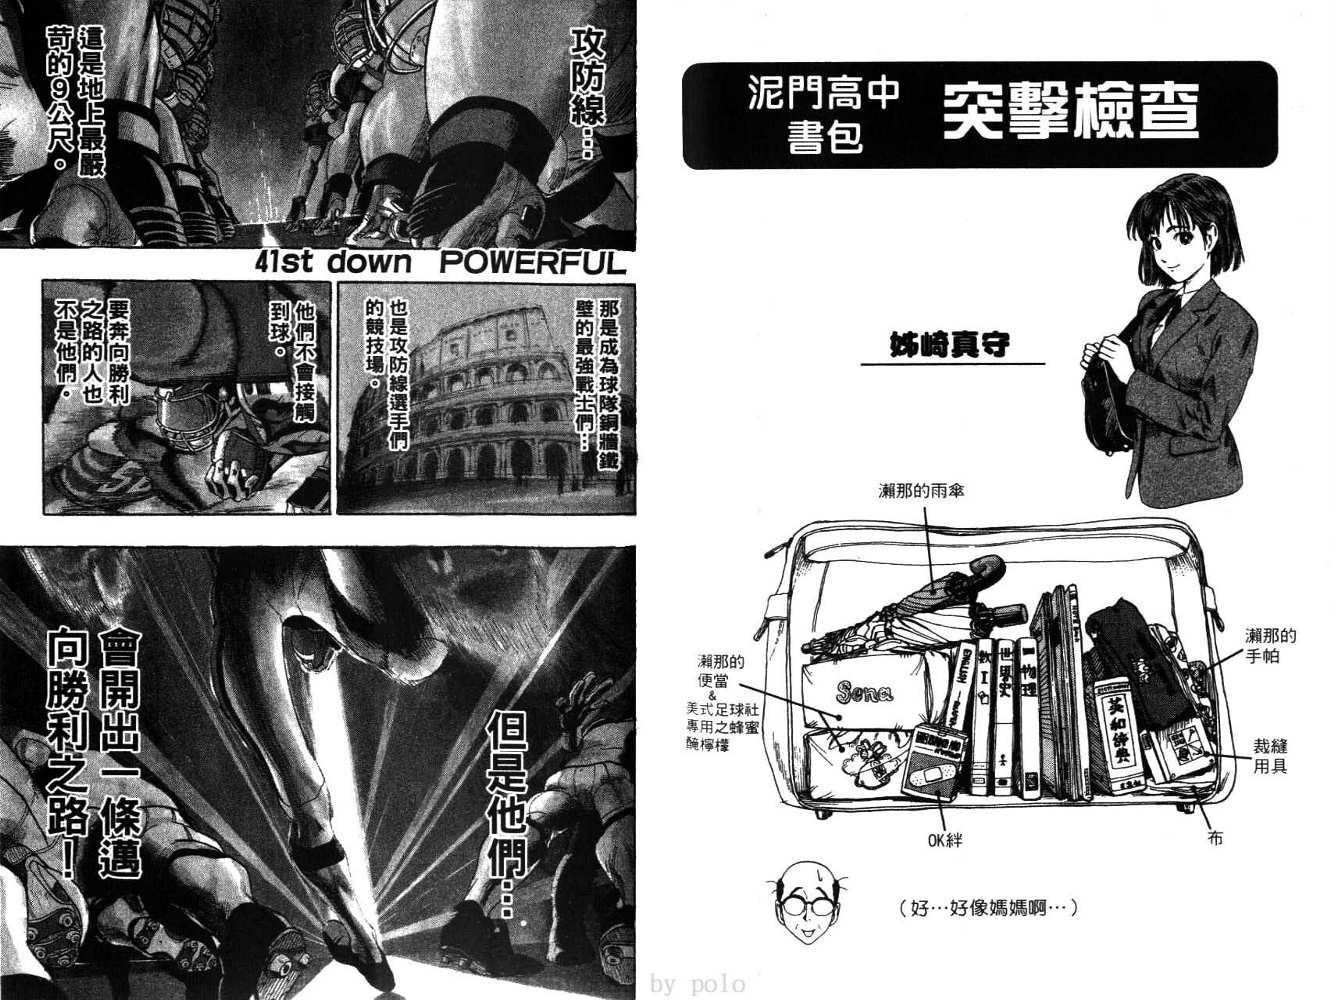 泥門高中
書包
突擊檢查
姊崎真守
瀨那的雨傘
瀨那的
便當
&
美式足球社
專用之蜂蜜
醃檸檬
Sena
ENGLISH
数I
世界史
物理
英和辞典
瀨那的
手帕
裁縫
用具
布
OK絆
（好…好像媽媽啊…）
攻防線…
這是地上最嚴
苛的9公尺。
41st down POWERFUL
那是成為球隊銅牆鐵
壁的最強戰士們…
也是攻防線選手們
的競技場。
他們不會接觸
到球。
要奔向勝利
之路的人也
不是他們。
但是他們…
會開出一條邁
向勝利之路！
by polo